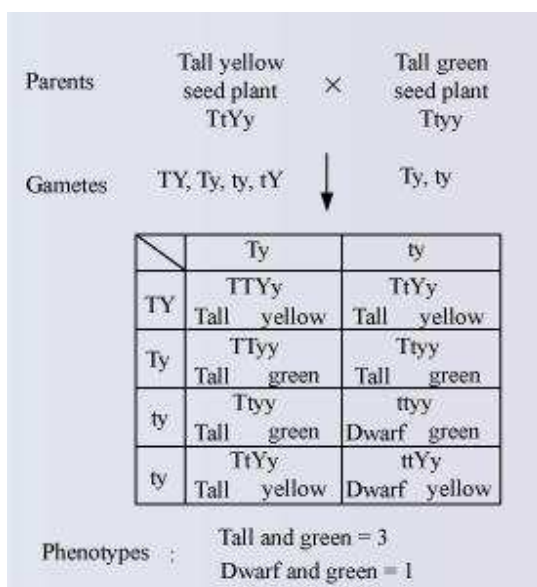 Parents
Tall yellow
seed plant
TtYy
×
Tall green
seed plant
Ttyy
Gametes
TY, Ty, ty, tY
Ty, ty
Ty ty
TY TTYy TtYy
Tall yellow Tall yellow
Ty TTyy Ttyy
Tall green Tall green
ty Ttyy ttyy
Tall green Dwarf green
ty TtYy ttYy
Tall yellow Dwarf yellow
Phenotypes :
Tall and green = 3
Dwarf and green = 1